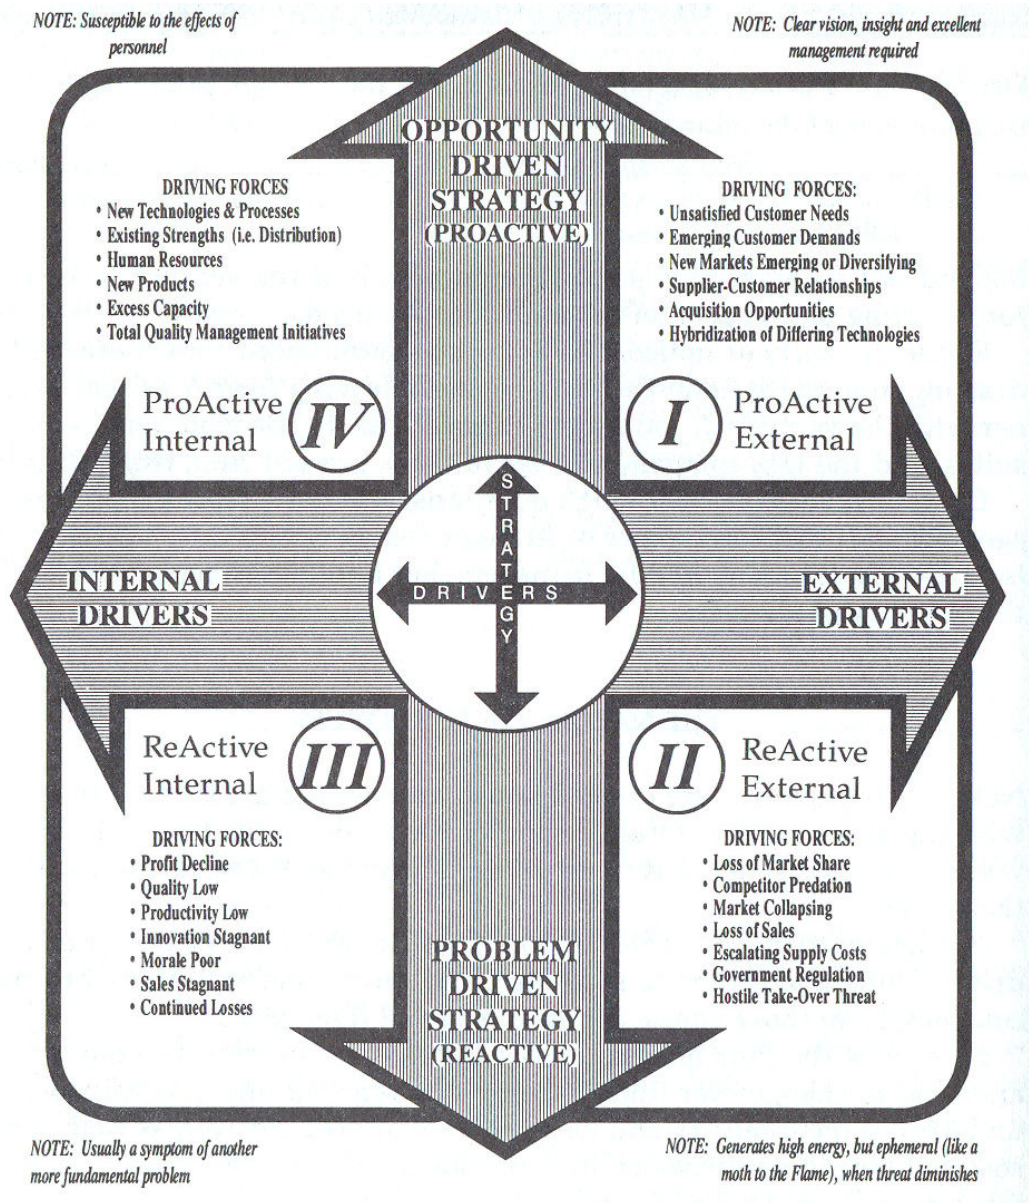 NOTE: Susceptible to the effects of
personnel
NOTE: Clear vision, insight and excellent
management required
OPPORTUNITY
DRIVEN
STRATEGY
(PROACTIVE)
DRIVING FORCES
• New Technologies & Processes
• Existing Strengths (i.e. Distribution)
• Human Resources
• New Products
• Excess Capacity
• Total Quality Management Initiatives
DRIVING FORCES:
• Unsatisfied Customer Needs
• Emerging Customer Demands
• New Markets Emerging or Diversifying
• Supplier-Customer Relationships
• Acquisition Opportunities
• Hybridization of Differing Technologies
ProActive
Internal
IV
I
ProActive
External
INTERNAL
DRIVERS
STRATEGY
DRIVERS
EXTERNAL
DRIVERS
ReActive
Internal
III
II
ReActive
External
DRIVING FORCES:
• Profit Decline
• Quality Low
• Productivity Low
• Innovation Stagnant
• Morale Poor
• Sales Stagnant
• Continued Losses
DRIVING FORCES:
• Loss of Market Share
• Competitor Predation
• Market Collapsing
• Loss of Sales
• Escalating Supply Costs
• Government Regulation
• Hostile Take-Over Threat
PROBLEM
DRIVEN
STRATEGY
(REACTIVE)
NOTE: Usually a symptom of another
more fundamental problem
NOTE: Generates high energy, but ephemeral (like a
moth to the Flame), when threat diminishes